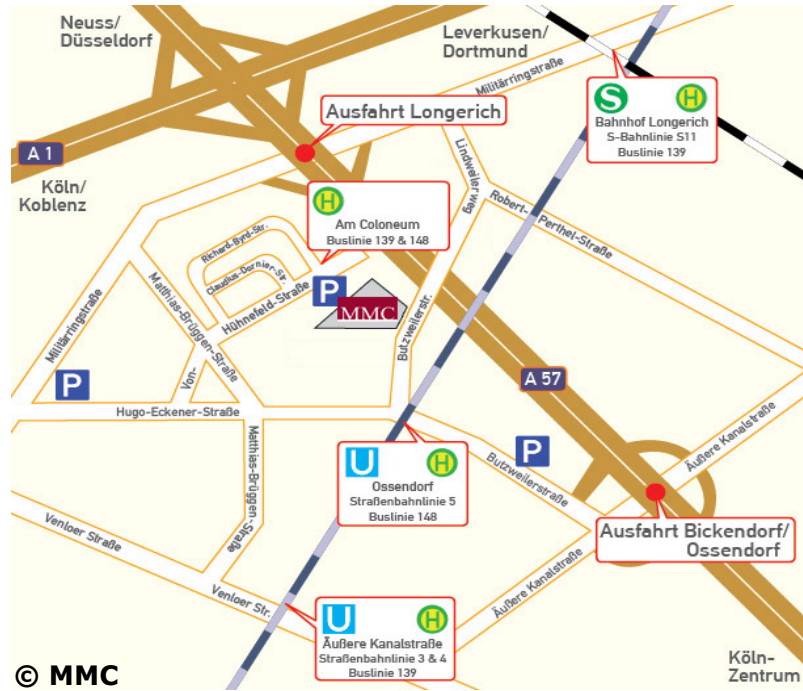 Neuss/
Düsseldorf
Leverkusen/
Dortmund
Militärringstraße
Ausfahrt Longerich
S H
Bahnhof Longerich
S-Bahnlinie S11
Buslinie 139
A 1
Köln/
Koblenz
Lindweilerweg
H
Am Coloneum
Buslinie 139 & 148
Robert-Perthel-Straße
Richard-Byrd-Str.
Claudius-Dornier-Str.
Hühnefeld-Straße
P
MMC
Militärringstraße
Matthias-Brüggen-Straße
Butzweilerstr.
Von-
P
A 57
Hugo-Eckener-Straße
Äußere Kanalstraße
Matthias-Brüggen-Straße
U H
Ossendorf
Straßenbahnlinie 5
Buslinie 148
P
Butzweilerstraße
Venloer Straße
Ausfahrt Bickendorf/
Ossendorf
Äußere Kanalstraße
Venloer Str.
U H
Äußere Kanalstraße
Straßenbahnlinie 3 & 4
Buslinie 139
Köln-
Zentrum
© MMC